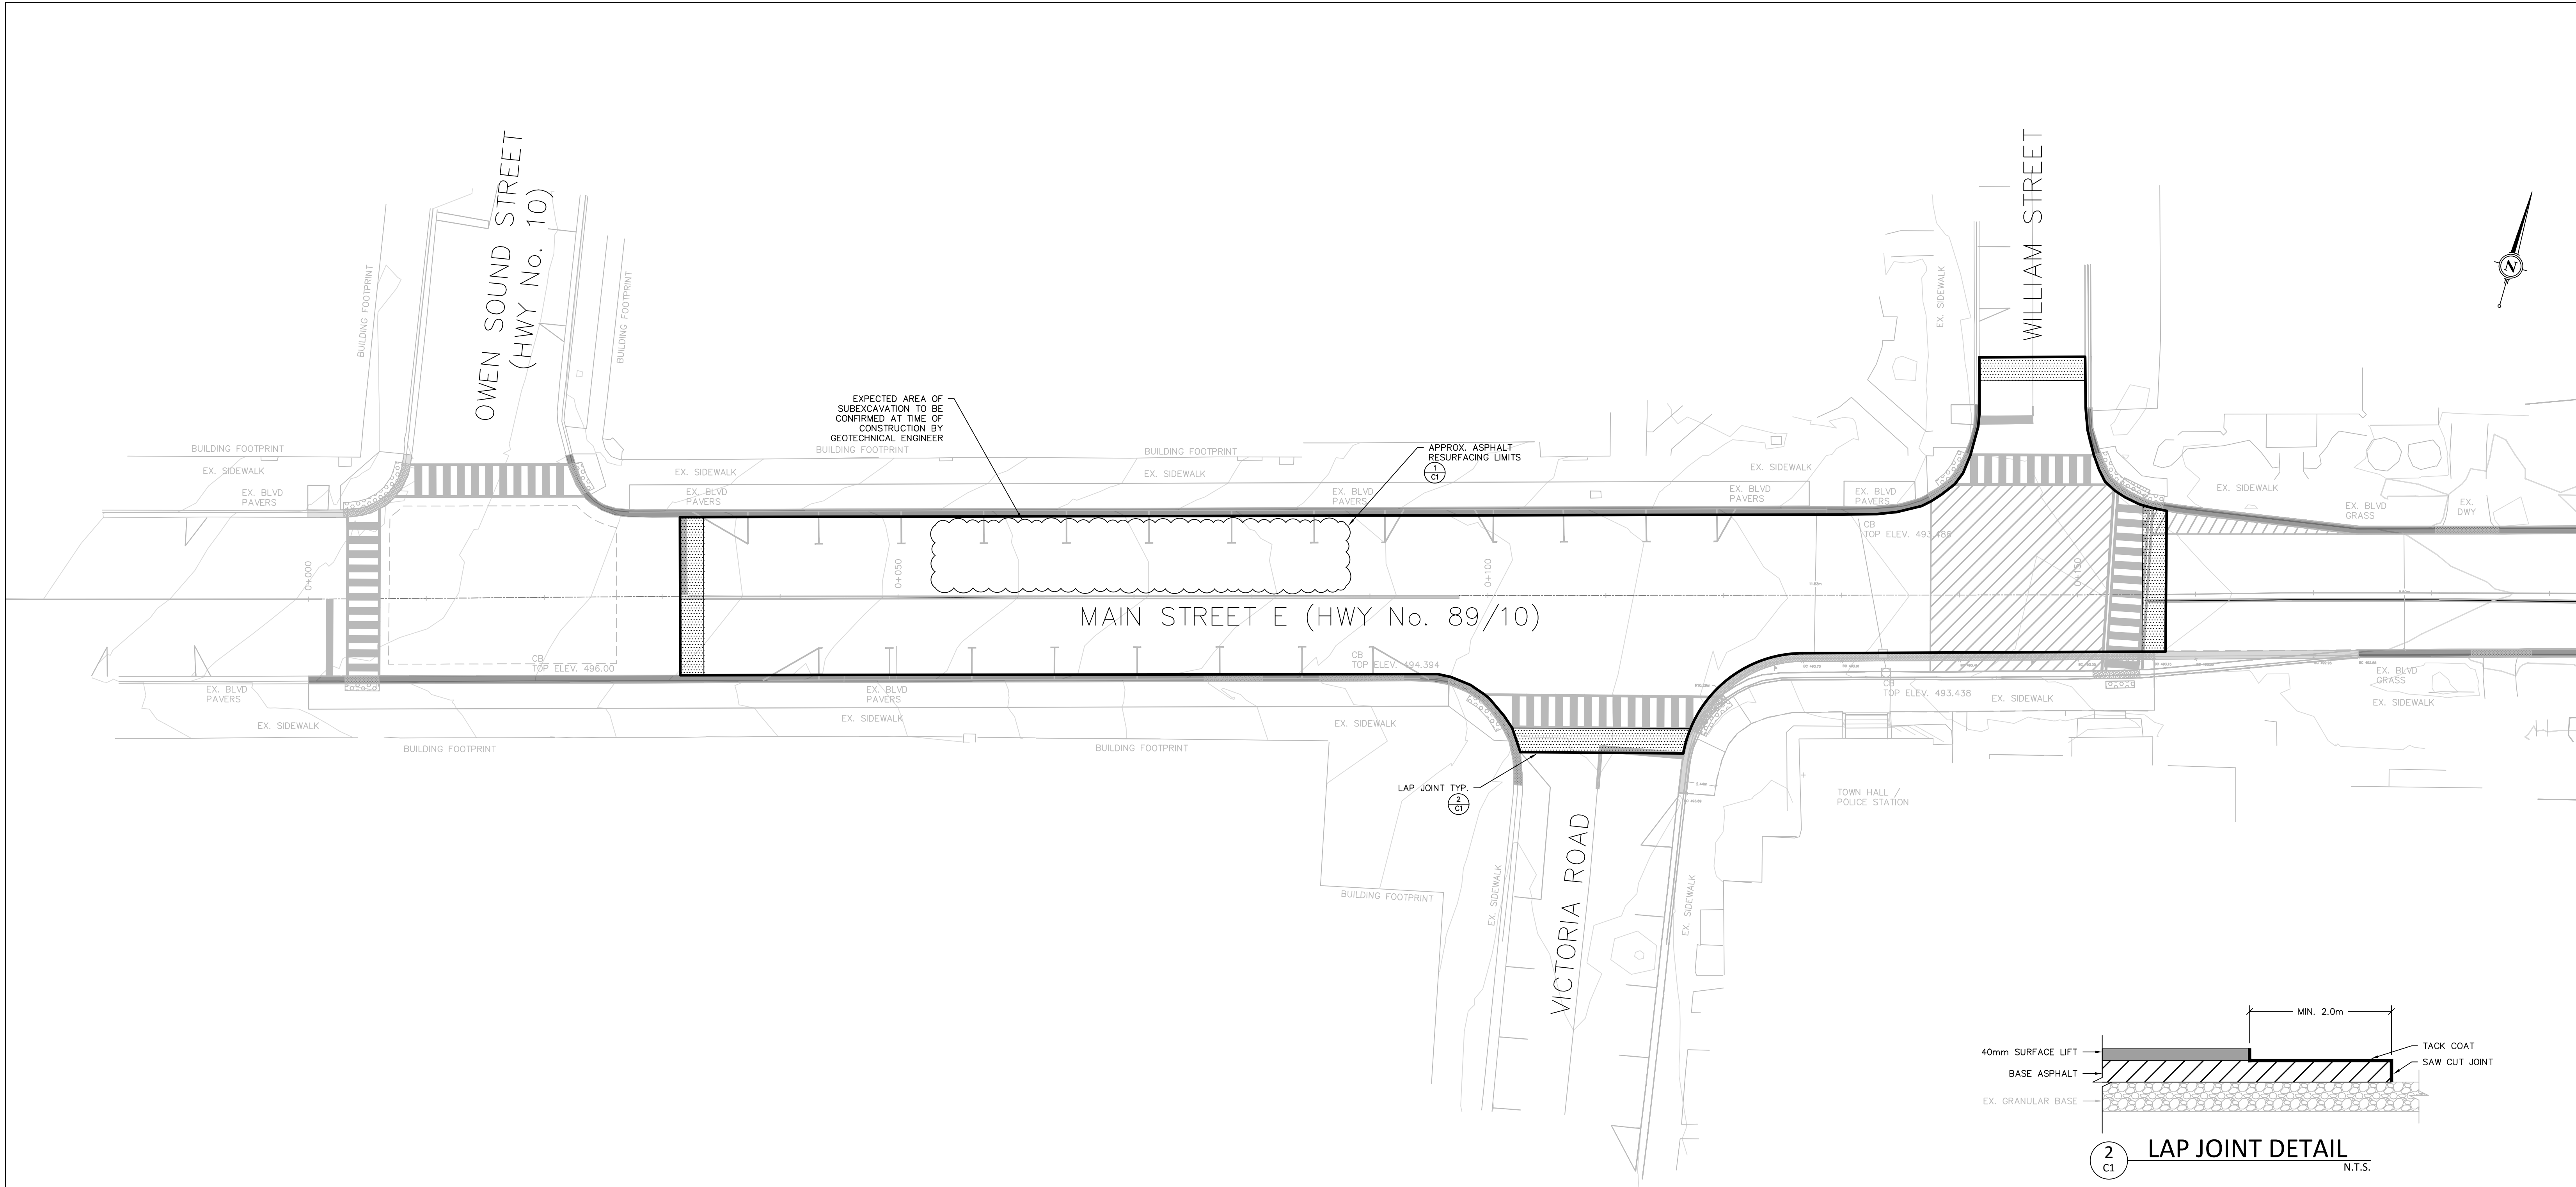 OWEN SOUND STREET
(HWY No. 10)
WILLIAM STREET
N
BUILDING FOOTPRINT
BUILDING FOOTPRINT
EX. SIDEWALK
EXPECTED AREA OF
SUBEXCAVATION TO BE
CONFIRMED AT TIME OF
CONSTRUCTION BY
GEOTECHNICAL ENGINEER
APPROX. ASPHALT
RESURFACING LIMITS
1
C1
BUILDING FOOTPRINT
BUILDING FOOTPRINT
BUILDING FOOTPRINT
EX. SIDEWALK
EX. SIDEWALK
EX. SIDEWALK
EX. SIDEWALK
EX. SIDEWALK
EX. BLVD
PAVERS
EX. BLVD
PAVERS
EX. BLVD
PAVERS
EX. BLVD
PAVERS
EX. BLVD
PAVERS
EX. BLVD
GRASS
EX.
DWY
CB
TOP ELEV. 493.486
0+000
0+050
0+100
0+150
MAIN STREET E (HWY No. 89/10)
CB
TOP ELEV. 496.00
CB
TOP ELEV. 494.394
CB
TOP ELEV. 493.438
EX. BLVD
PAVERS
EX. BLVD
PAVERS
EX. BLVD
GRASS
EX. SIDEWALK
EX. SIDEWALK
EX. SIDEWALK
EX. SIDEWALK
EX. SIDEWALK
BUILDING FOOTPRINT
BUILDING FOOTPRINT
LAP JOINT TYP.
2
C1
TOWN HALL /
POLICE STATION
BUILDING FOOTPRINT
EX. SIDEWALK
VICTORIA ROAD
EX. SIDEWALK
MIN. 2.0m
40mm SURFACE LIFT
TACK COAT
SAW CUT JOINT
BASE ASPHALT
EX. GRANULAR BASE
2
C1
LAP JOINT DETAIL
N.T.S.